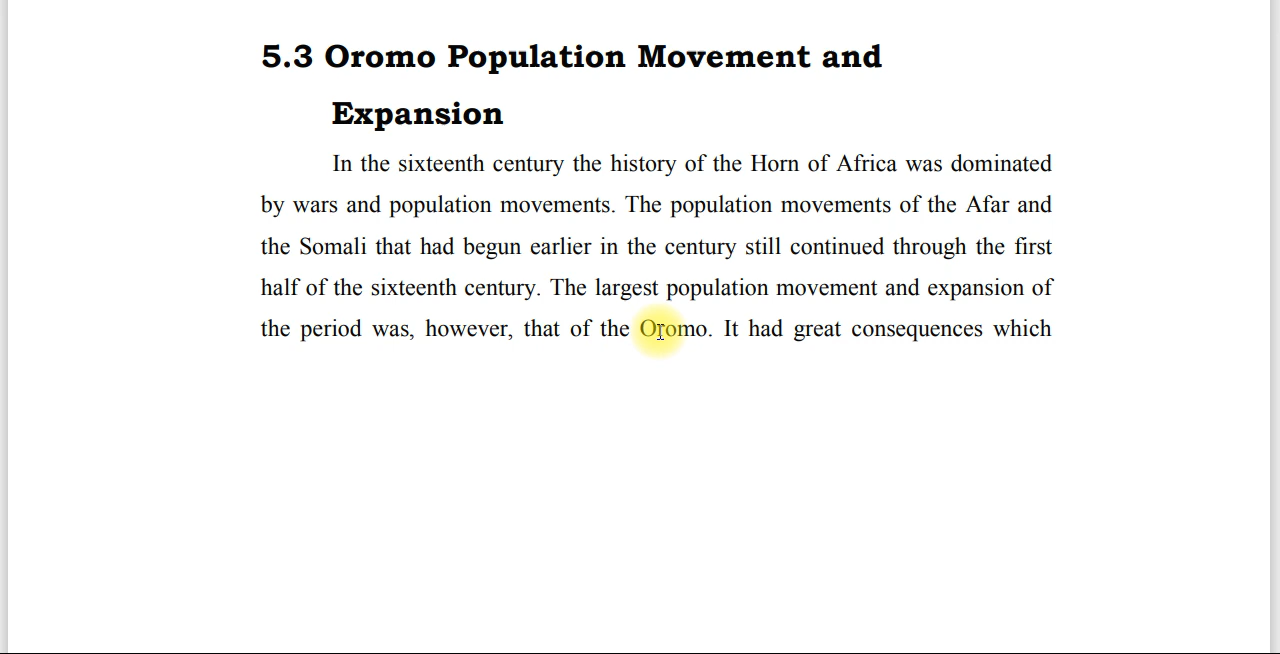 5.3 Oromo Population Movement and
Expansion
In the sixteenth century the history of the Horn of Africa was dominated
by wars and population movements. The population movements of the Afar and
the Somali that had begun earlier in the century still continued through the first
half of the sixteenth century. The largest population movement and expansion of
the period was, however, that of the Oromo. It had great consequences which